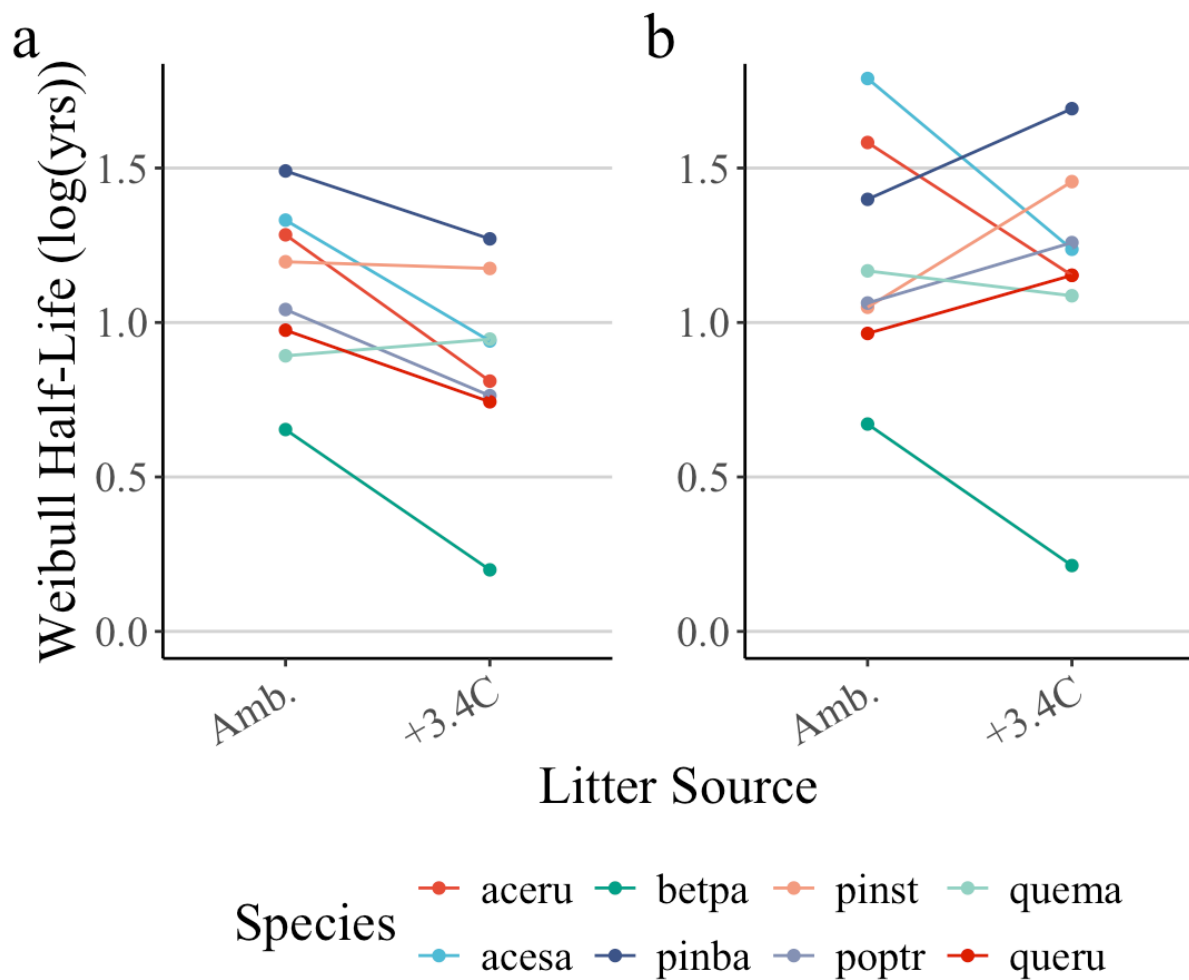 a
b
Weibull Half-Life (log(yrs))
1.5
1.0
0.5
0.0
1.5
1.0
0.5
0.0
Amb.
+3.4C
Amb.
+3.4C
Litter Source
Species
aceru
betpa
pinst
quema
acesa
pinba
poptr
queru